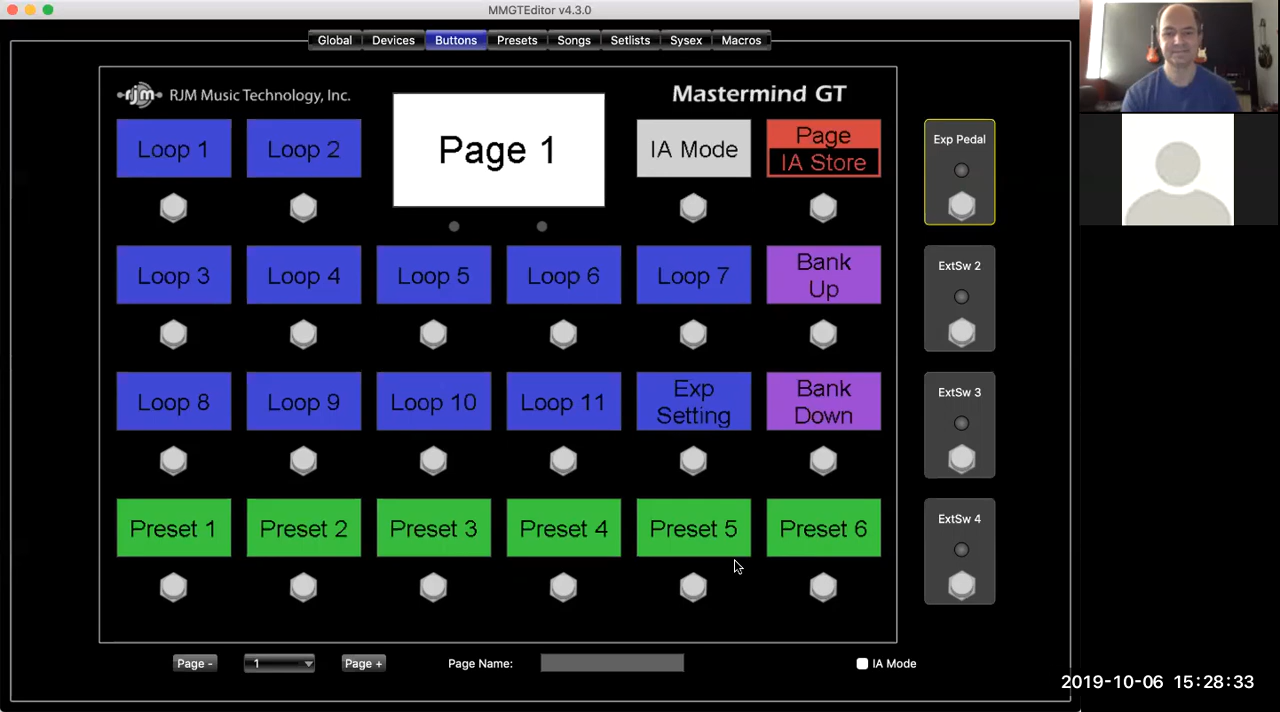 MMGTEditor v4.3.0
Global Devices Buttons Presets Songs Setlists Sysex Macros
rjm RJM Music Technology, Inc.
Mastermind GT
Loop 1
Loop 2
Page 1
IA Mode
Page
IA Store
Exp Pedal
Loop 3
Loop 4
Loop 5
Loop 6
Loop 7
Bank
Up
ExtSw 2
Loop 8
Loop 9
Loop 10
Loop 11
Exp
Setting
Bank
Down
ExtSw 3
Preset 1
Preset 2
Preset 3
Preset 4
Preset 5
Preset 6
ExtSw 4
Page - 1 Page + Page Name: IA Mode
2019-10-06 15:28:33